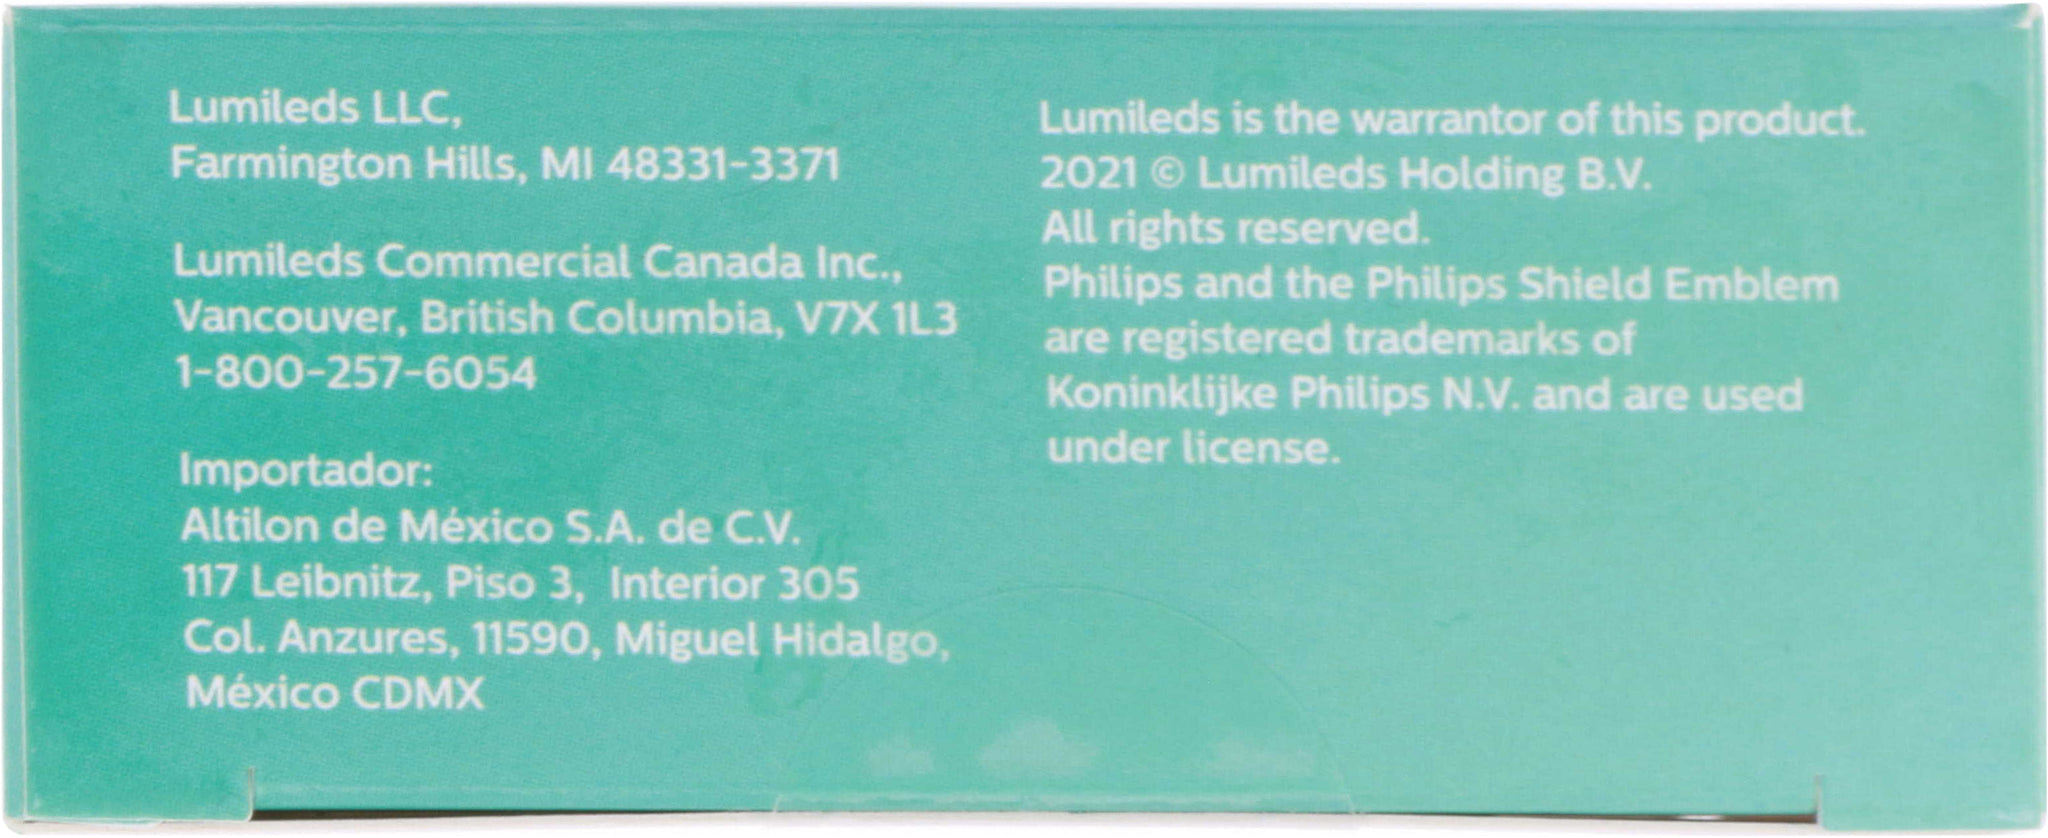 Lumileds LLC,
Farmington Hills, MI 48331-3371
Lumileds Commercial Canada Inc.,
Vancouver, British Columbia, V7X 1L3
1-800-257-6054
Importador:
Altilon de México S.A. de C.V.
117 Leibnitz, Piso 3, Interior 305
Col. Anzures, 11590, Miguel Hidalgo,
México CDMX
Lumileds is the warrantor of this product.
2021 © Lumileds Holding B.V.
All rights reserved.
Philips and the Philips Shield Emblem
are registered trademarks of
Koninklijke Philips N.V. and are used
under license.